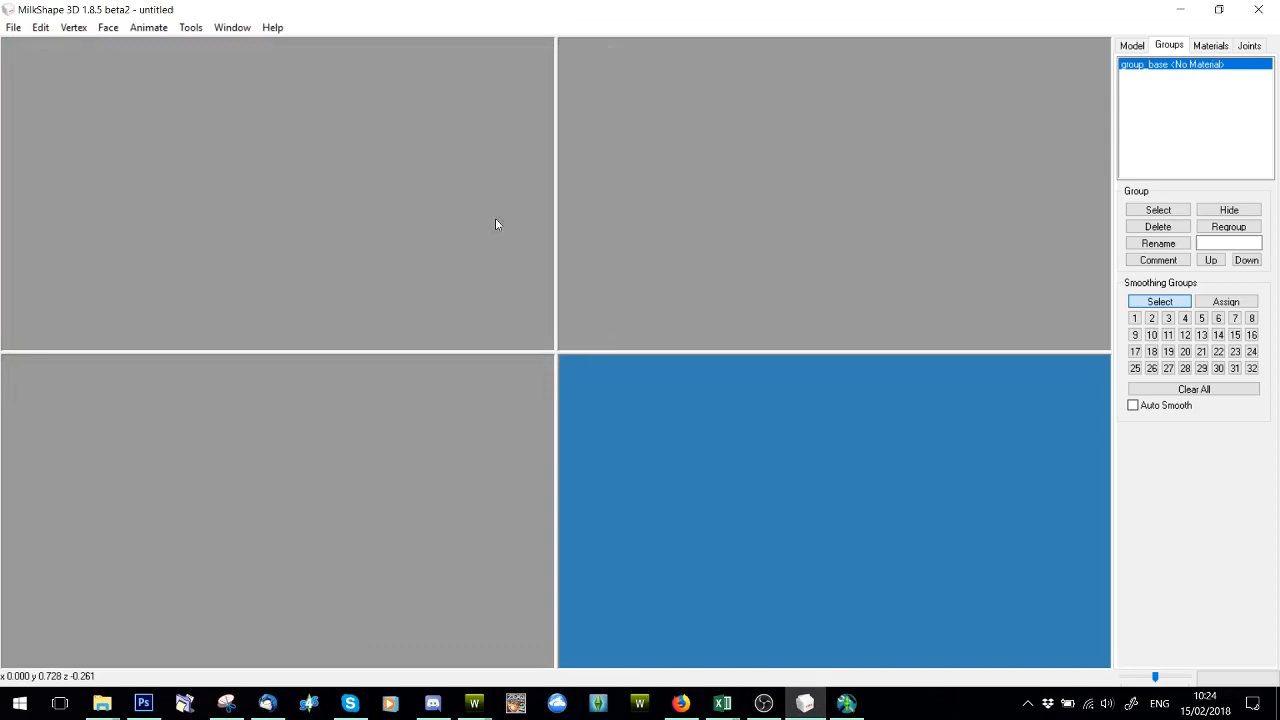 MilkShape 3D 1.8.5 beta2 - untitled
File Edit Vertex Face Animate Tools Window Help
Model Groups Materials Joints
group_base <No Material>
Group
Select Hide
Delete Regroup
Rename
Comment Up Down
Smoothing Groups
Select Assign
1 2 3 4 5 6 7 8
9 10 11 12 13 14 15 16
17 18 19 20 21 22 23 24
25 26 27 28 29 30 31 32
Clear All
Auto Smooth
x 0.000 y 0.728 z -0.261
Ps W W ENG 10:24
15/02/2018